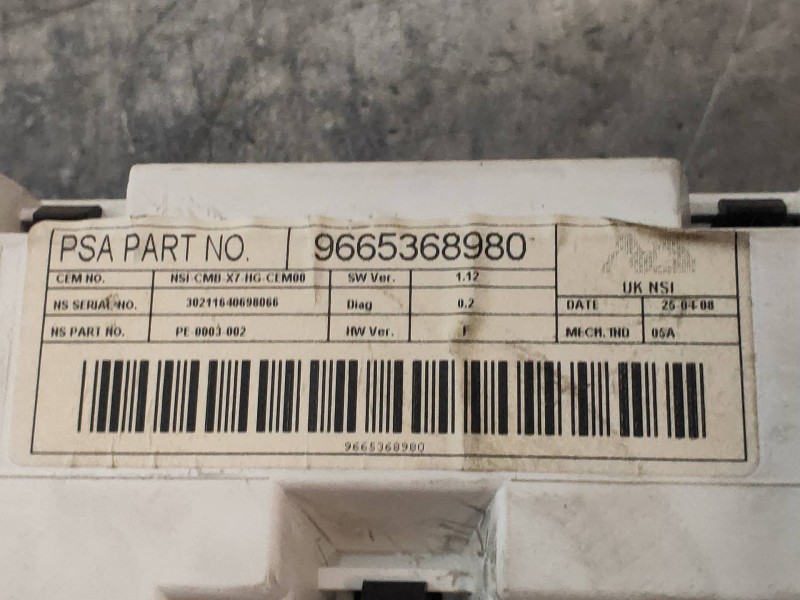 PSA PART NO. 9665368980
UK NSI
CEM NO. NSI-CMB-X7-HG-CEM00 SW Ver. 1.12
NS SERIAL NO. 30211640698066 Diag 0.2 DATE 25-04-08
NS PART NO. PE-0003-002 HW Ver. F MECH. IND 05A
9665368980